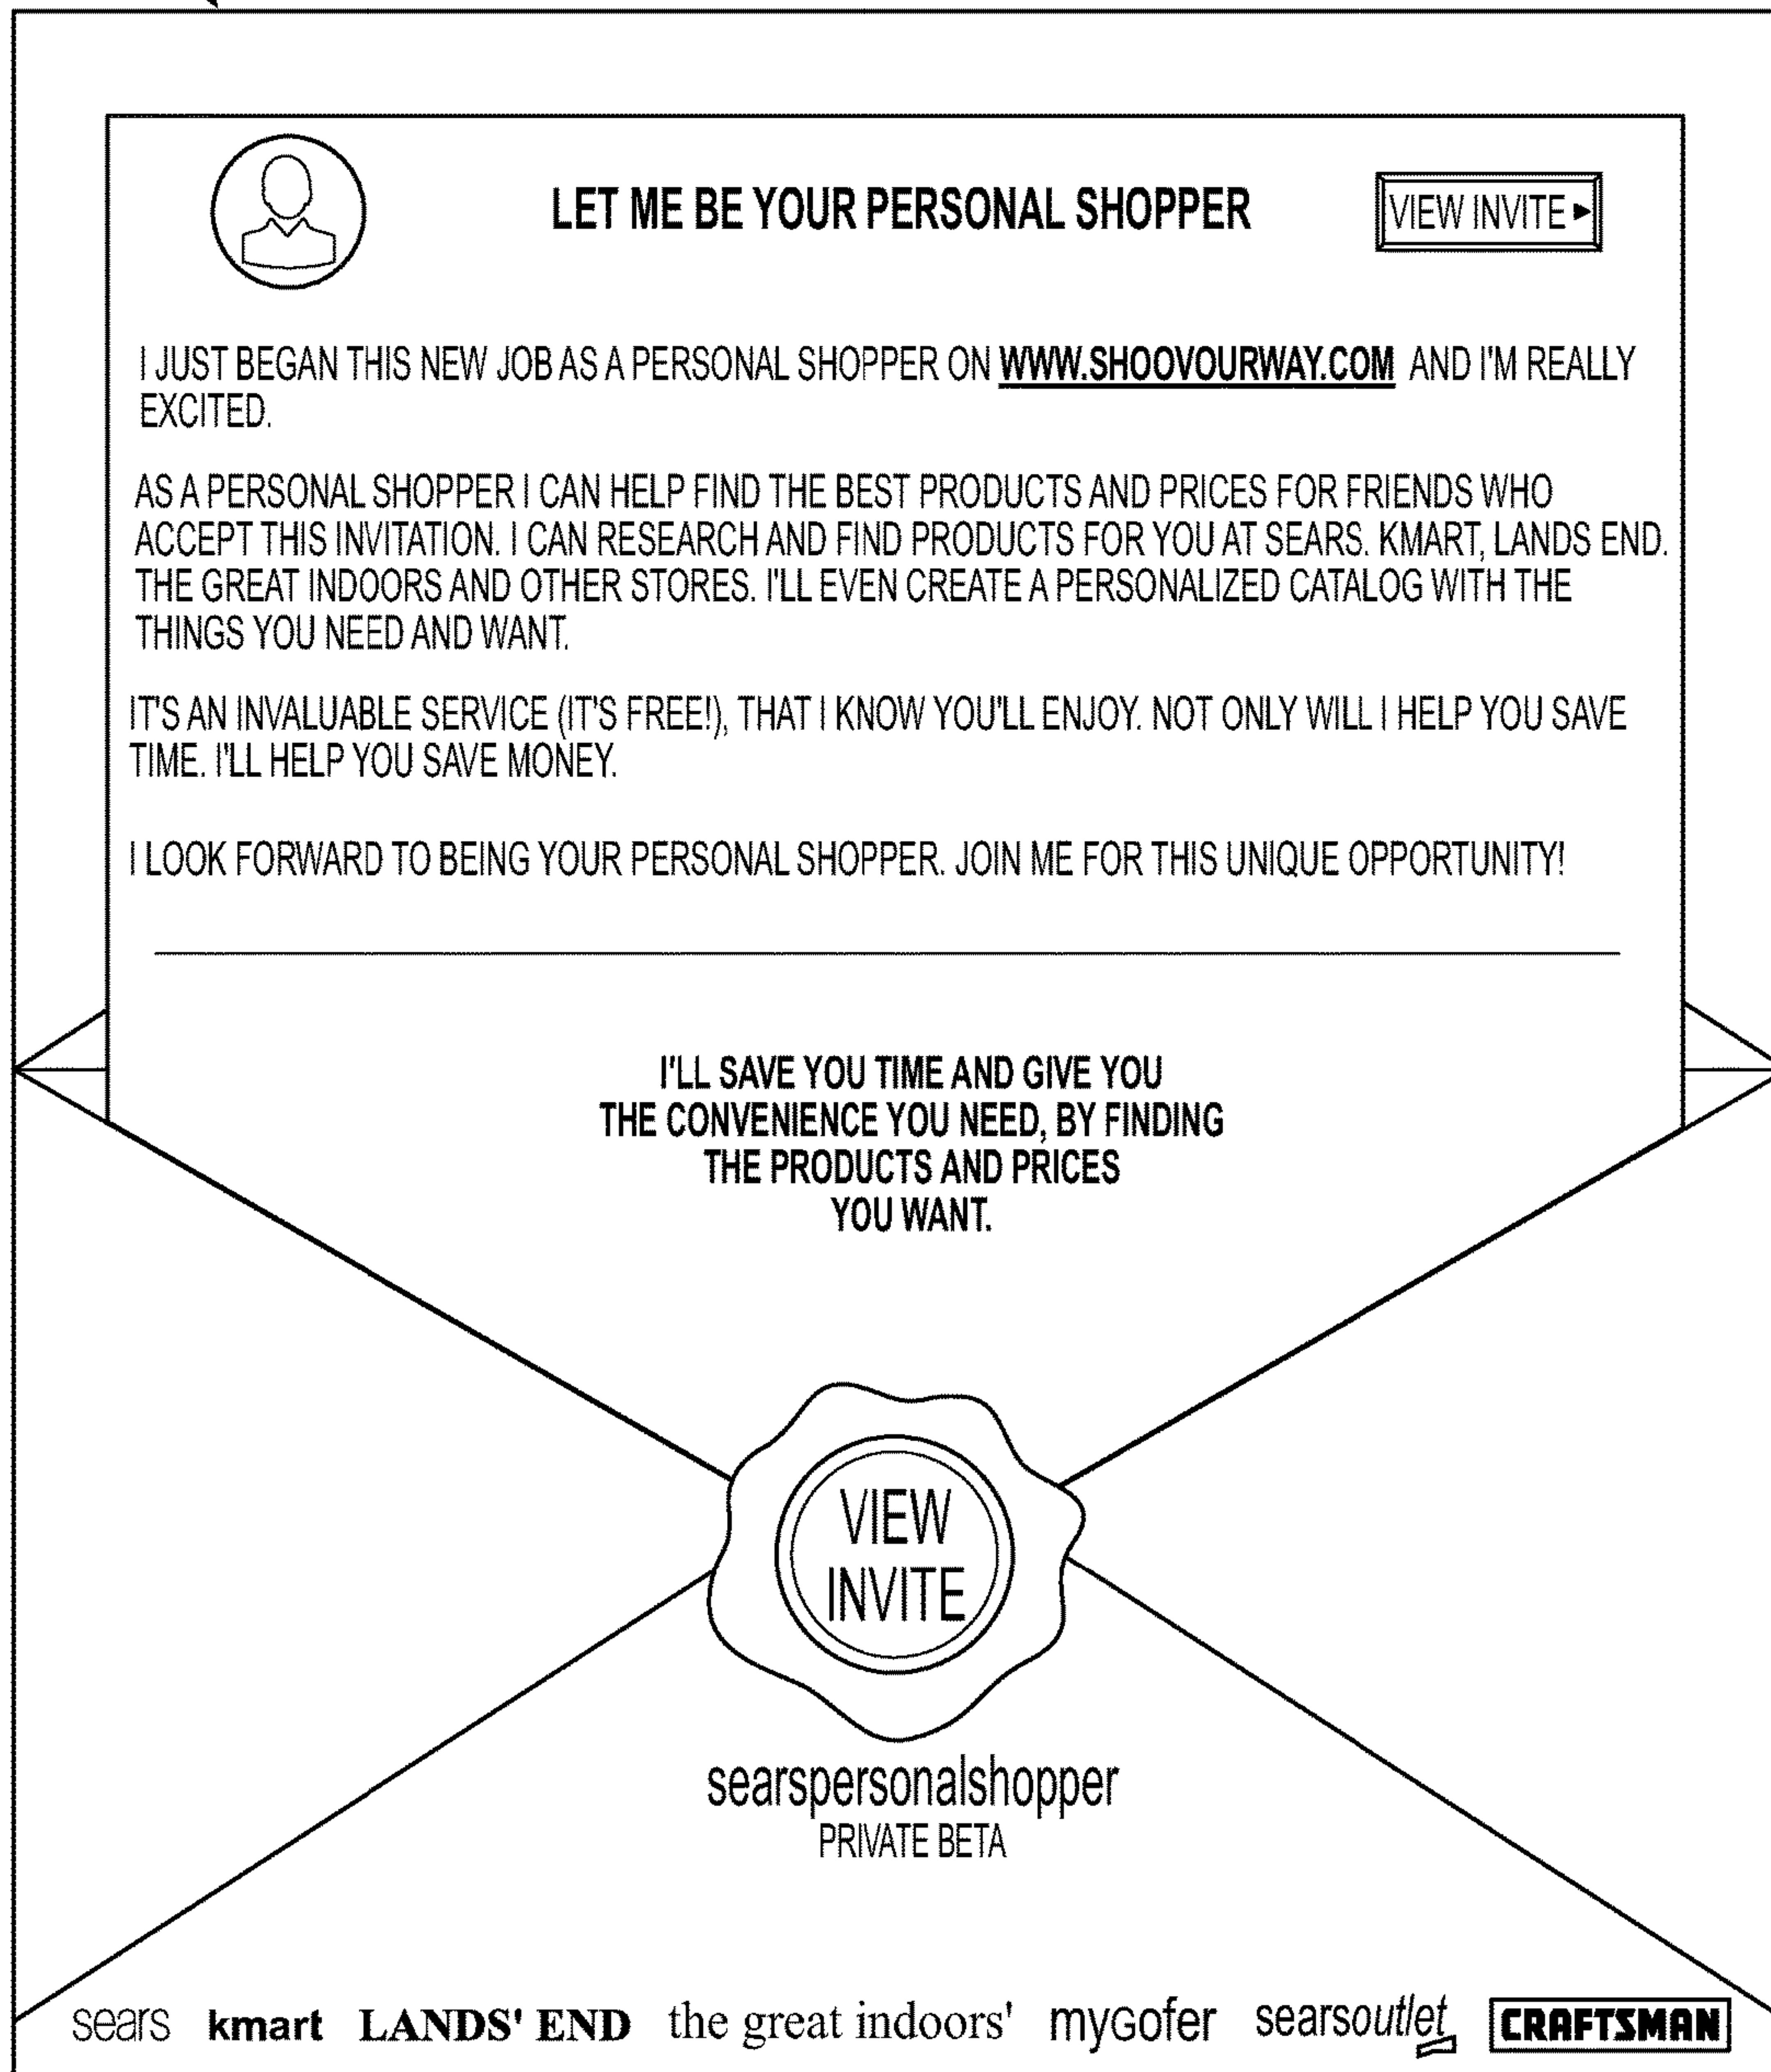 LET ME BE YOUR PERSONAL SHOPPER
VIEW INVITE ▸
I JUST BEGAN THIS NEW JOB AS A PERSONAL SHOPPER ON WWW.SHOOVOURWAY.COM AND I'M REALLY
EXCITED.
AS A PERSONAL SHOPPER I CAN HELP FIND THE BEST PRODUCTS AND PRICES FOR FRIENDS WHO
ACCEPT THIS INVITATION. I CAN RESEARCH AND FIND PRODUCTS FOR YOU AT SEARS. KMART, LANDS END.
THE GREAT INDOORS AND OTHER STORES. I'LL EVEN CREATE A PERSONALIZED CATALOG WITH THE
THINGS YOU NEED AND WANT.
IT'S AN INVALUABLE SERVICE (IT'S FREE!), THAT I KNOW YOU'LL ENJOY. NOT ONLY WILL I HELP YOU SAVE
TIME. I'LL HELP YOU SAVE MONEY.
I LOOK FORWARD TO BEING YOUR PERSONAL SHOPPER. JOIN ME FOR THIS UNIQUE OPPORTUNITY!
I'LL SAVE YOU TIME AND GIVE YOU
THE CONVENIENCE YOU NEED, BY FINDING
THE PRODUCTS AND PRICES
YOU WANT.
VIEW
INVITE
searspersonalshopper
PRIVATE BETA
sears kmart LANDS' END the great indoors' myGofer searsoutlet CRAFTSMAN